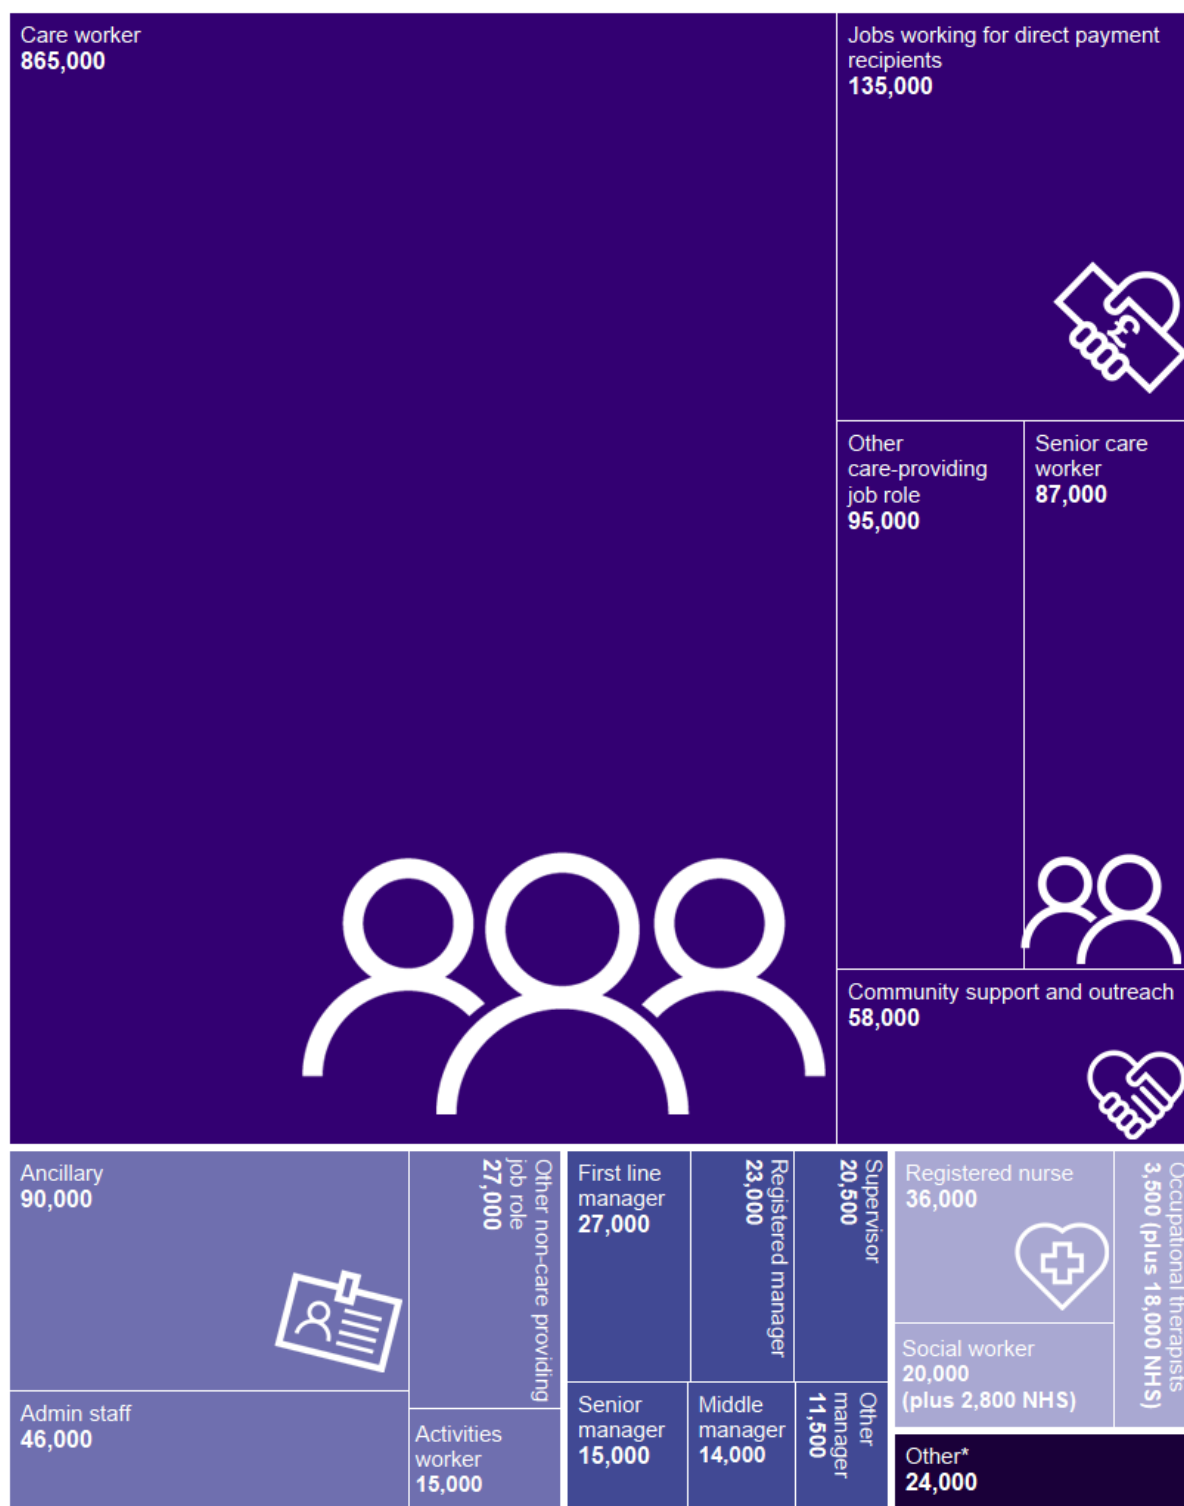 Care worker
865,000
Jobs working for direct payment
recipients
135,000
£
Other
care-providing
job role
95,000
Senior care
worker
87,000
Community support and outreach
58,000
Ancillary
90,000
Other non-care providing
job role
27,000
Admin staff
46,000
Activities
worker
15,000
First line
manager
27,000
Registered manager
23,000
Supervisor
20,500
Senior
manager
15,000
Middle
manager
14,000
Other
manager
11,500
Registered nurse
36,000
Occupational therapists
3,500 (plus 18,000 NHS)
Social worker
20,000
(plus 2,800 NHS)
Other*
24,000